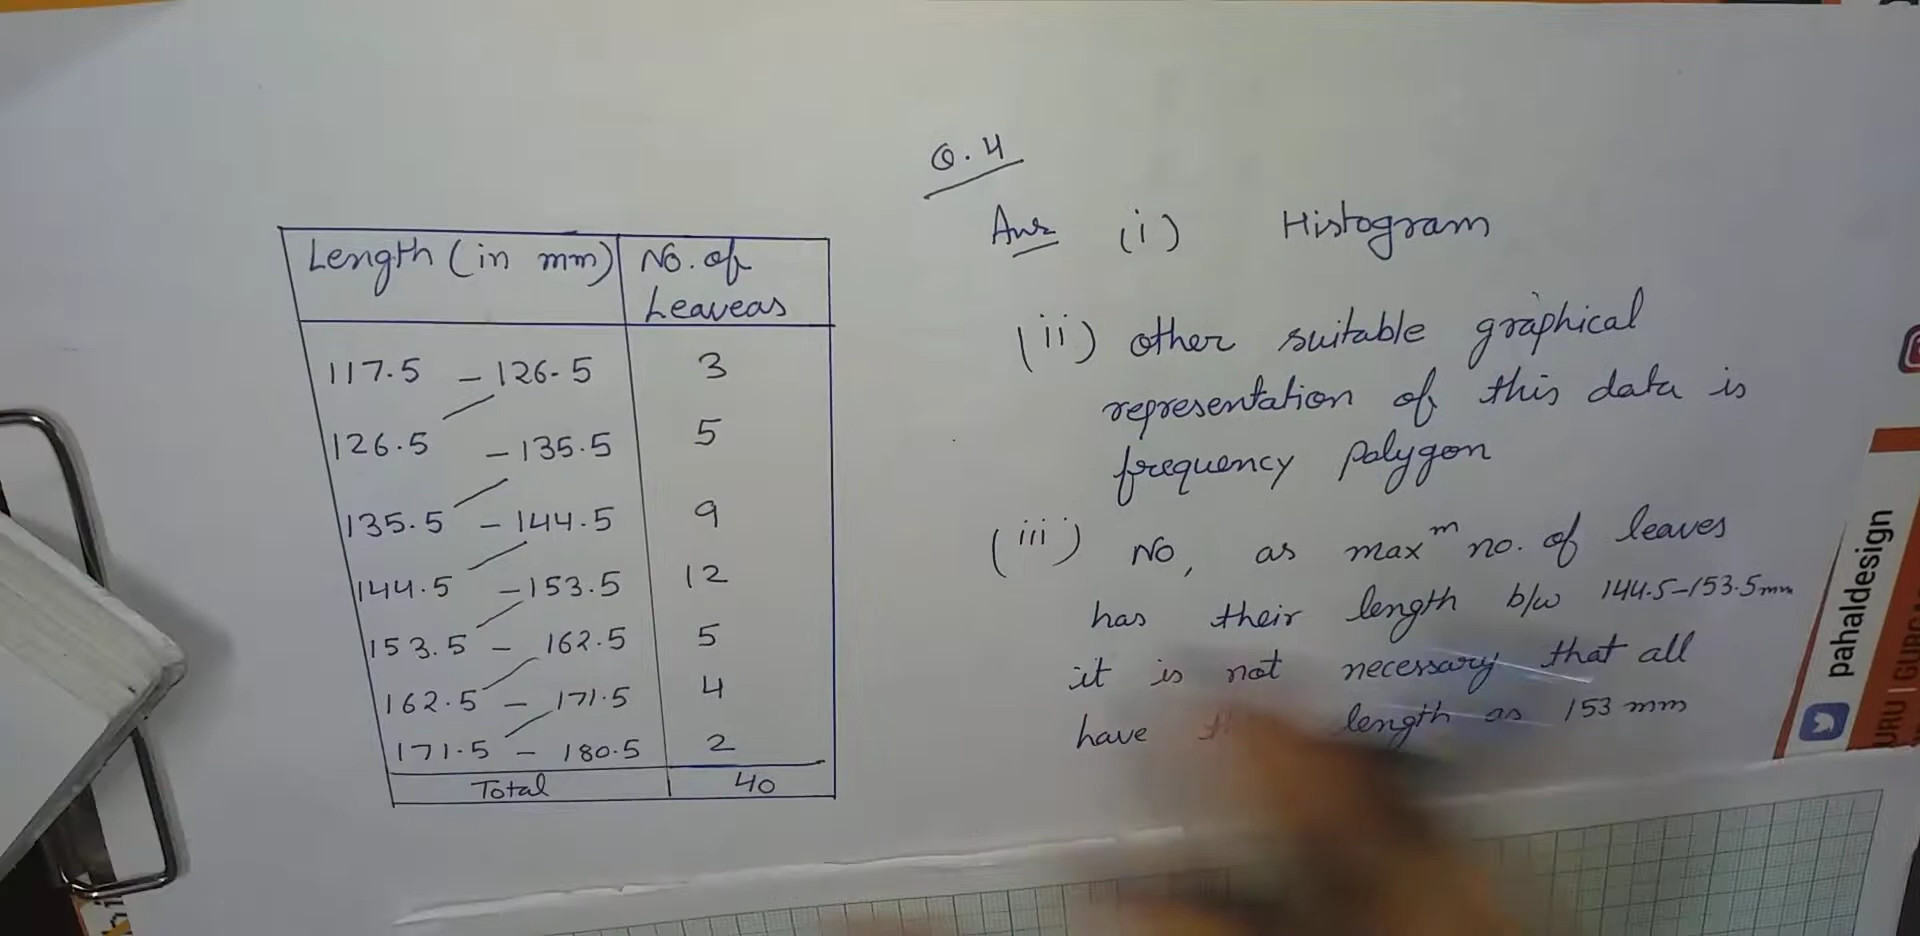 Q.4
Length (in mm) No. of
Leaveas
117.5 - 126.5 3
126.5 - 135.5 5
135.5 - 144.5 9
144.5 - 153.5 12
153.5 - 162.5 5
162.5 - 171.5 4
171.5 - 180.5 2
Total 40
Ans (i) Histogram
(ii) other suitable graphical
representation of this data is
frequency polygon
(iii) No, as maxᵐ no. of leaves
has their length b/w 144.5-153.5mm
it is not necessary that all
have length as 153 mm
pahaldesign